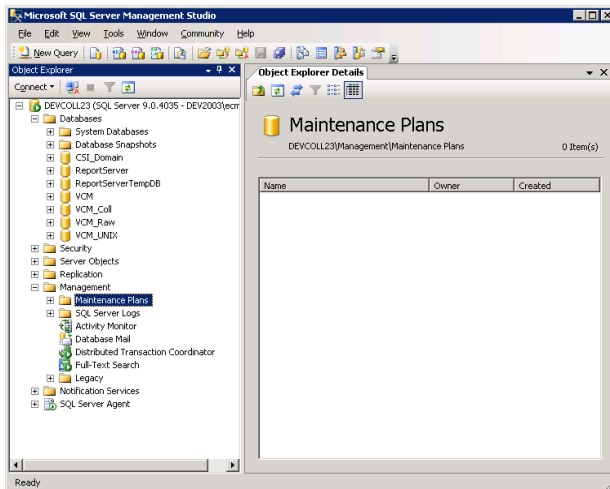 Microsoft SQL Server Management Studio
File Edit View Tools Window Community Help
New Query
Object Explorer
Connect
DEVCOLL23 (SQL Server 9.0.4035 - DEV2003\ecm
Databases
System Databases
Database Snapshots
CSI_Domain
ReportServer
ReportServerTempDB
VCM
VCM_Coll
VCM_Raw
VCM_UNIX
Security
Server Objects
Replication
Management
Maintenance Plans
SQL Server Logs
Activity Monitor
Database Mail
Distributed Transaction Coordinator
Full-Text Search
Legacy
Notification Services
SQL Server Agent
Object Explorer Details
Maintenance Plans
DEVCOLL23\Management\Maintenance Plans 0 Item(s)
Name Owner Created
Ready